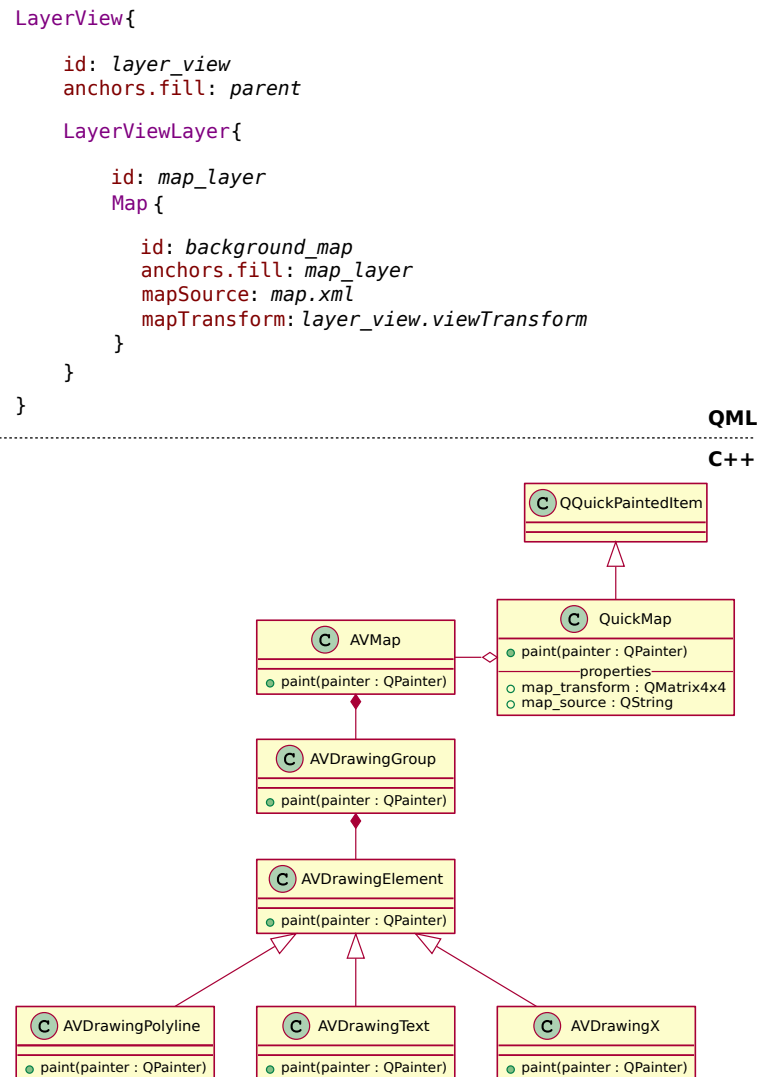 LayerView{
id: layer_view
anchors.fill: parent
LayerViewLayer{
id: map_layer
Map {
id: background_map
anchors.fill: map_layer
mapSource: map.xml
mapTransform: layer_view.viewTransform
}
}
}
QML
C++
C QQuickPaintedItem
C QuickMap
paint(painter : QPainter)
properties
map_transform : QMatrix4x4
map_source : QString
C AVMap
paint(painter : QPainter)
C AVDrawingGroup
paint(painter : QPainter)
C AVDrawingElement
paint(painter : QPainter)
C AVDrawingPolyline
paint(painter : QPainter)
C AVDrawingText
paint(painter : QPainter)
C AVDrawingX
paint(painter : QPainter)